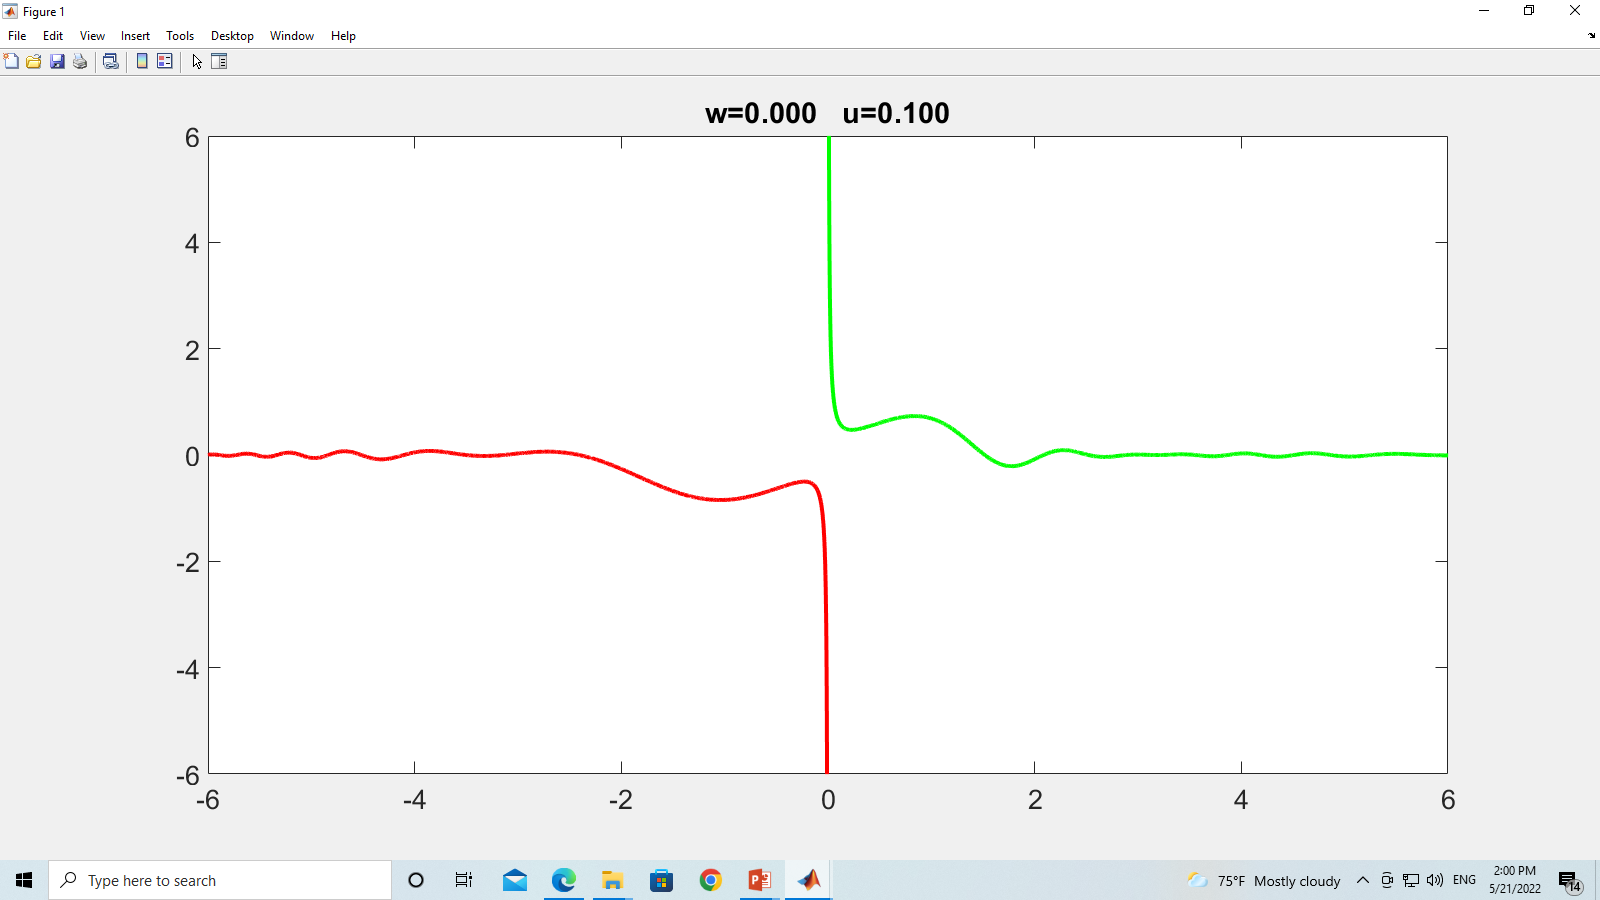 Figure 1
File Edit View Insert Tools Desktop Window Help
w=0.000 u=0.100
6
4
2
0
-2
-4
-6
-6 -4 -2 0 2 4 6
Type here to search
75°F Mostly cloudy
ENG
2:00 PM
5/21/2022
14